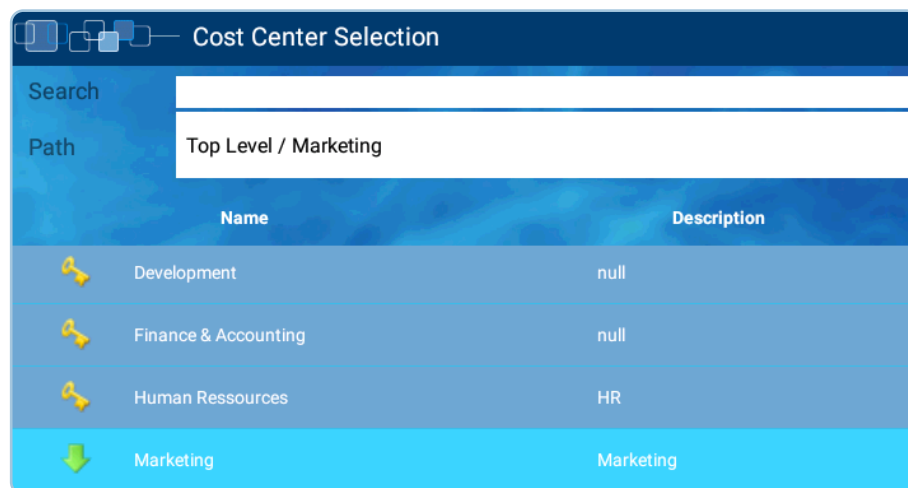 Cost Center Selection
Search
Path Top Level / Marketing
Name Description
Development null
Finance & Accounting null
Human Ressources HR
Marketing Marketing